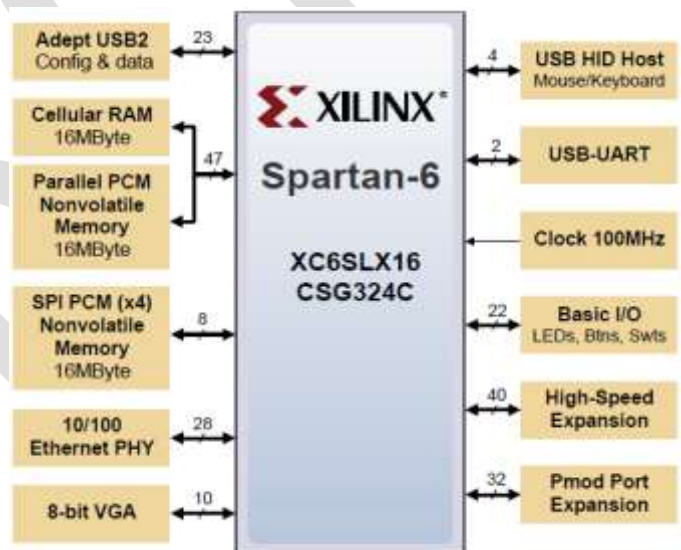 Adept USB2
Config & data
23
Cellular RAM
16MByte
47
Parallel PCM
Nonvolatile
Memory
16MByte
SPI PCM (x4)
Nonvolatile
Memory
16MByte
8
10/100
Ethernet PHY
28
8-bit VGA
10
XILINX
Spartan-6
XC6SLX16
CSG324C
4
USB HID Host
Mouse/Keyboard
2
USB-UART
Clock 100MHz
22
Basic I/O
LEDs, Btns, Swts
40
High-Speed
Expansion
32
Pmod Port
Expansion